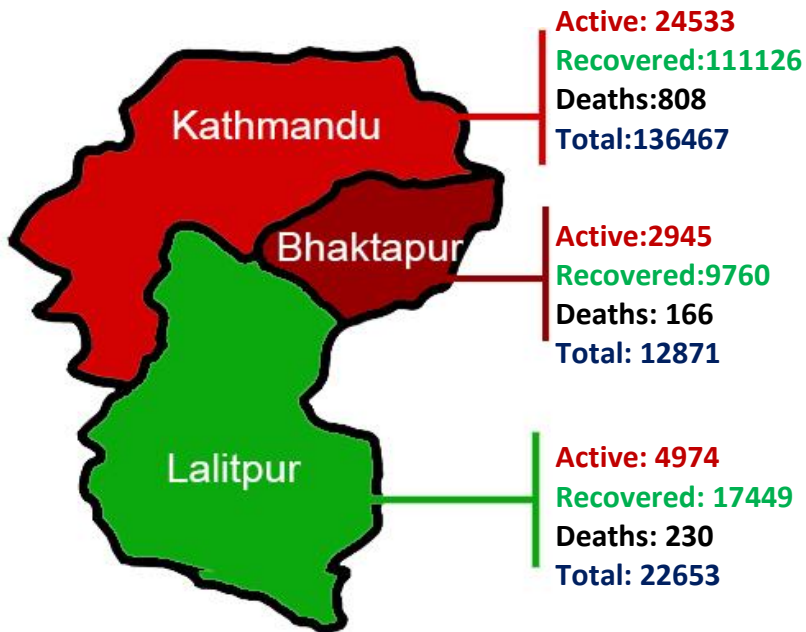 Kathmandu
Active: 24533
Recovered:111126
Deaths:808
Total:136467
Bhaktapur
Active:2945
Recovered:9760
Deaths: 166
Total: 12871
Lalitpur
Active: 4974
Recovered: 17449
Deaths: 230
Total: 22653